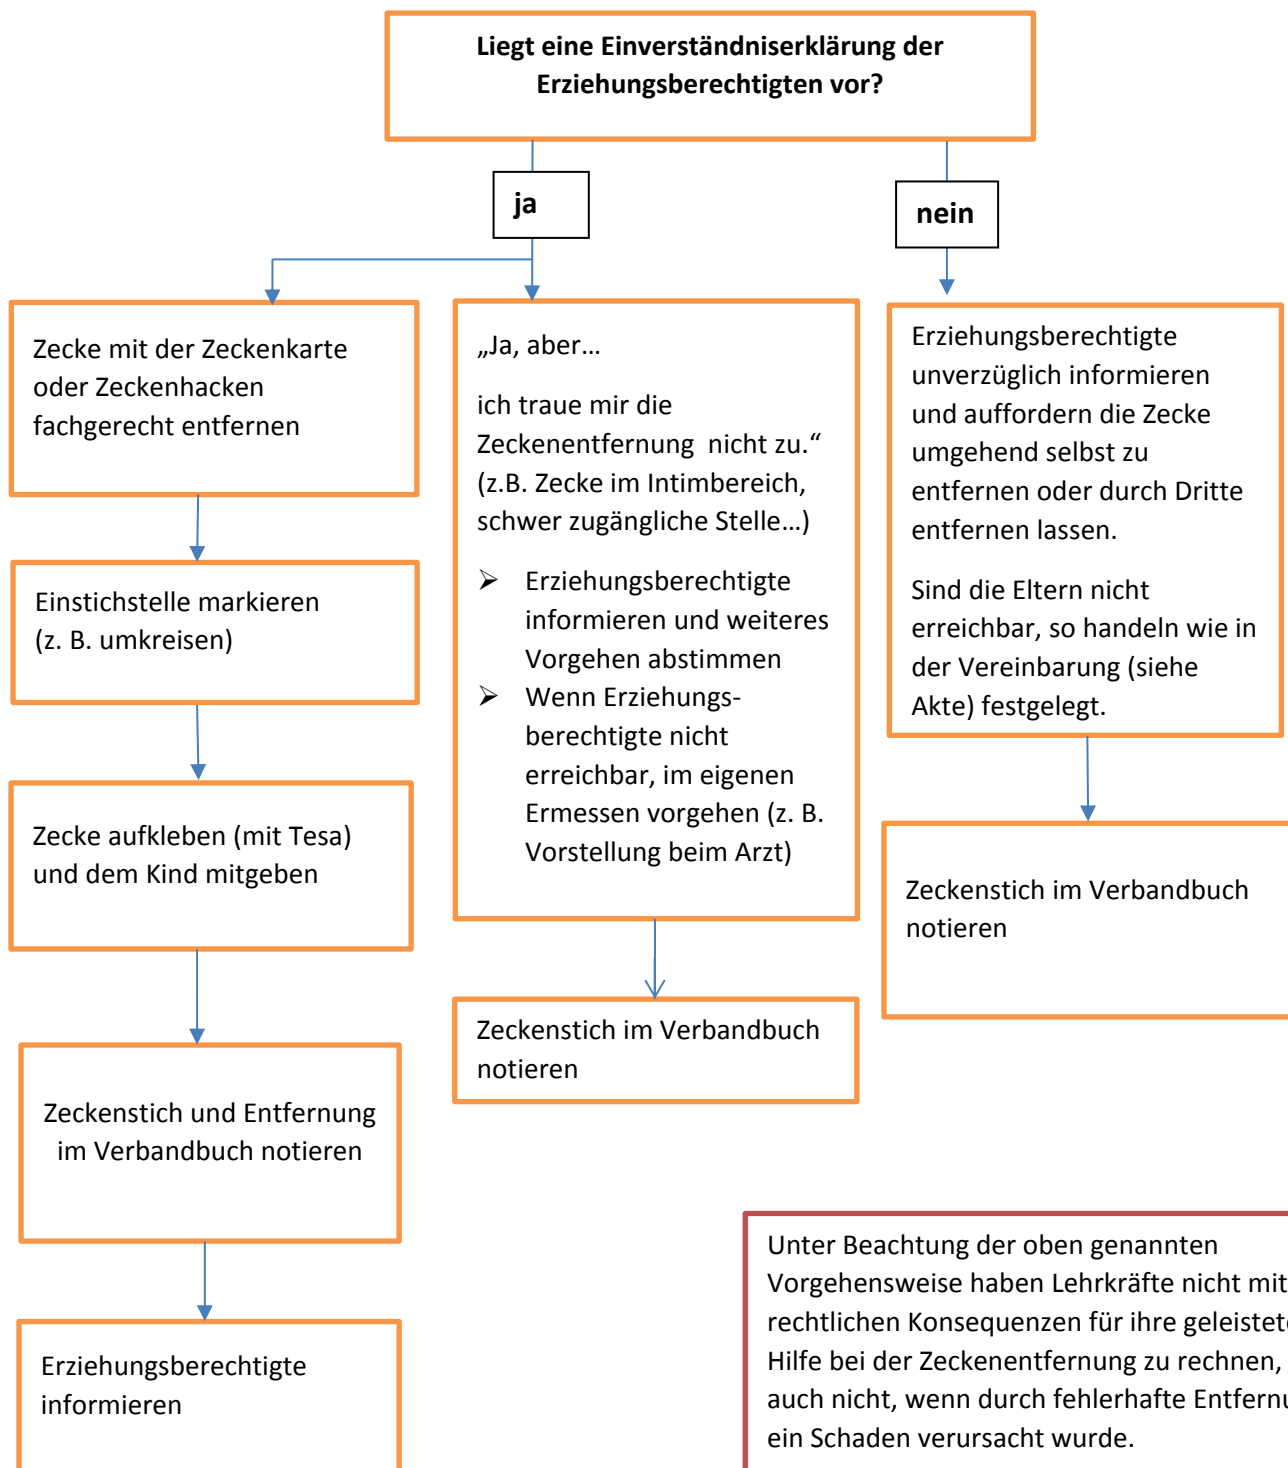 Liegt eine Einverständniserklärung der
Erziehungsberechtigten vor?
ja
nein
Zecke mit der Zeckenkarte
oder Zeckenhacken
fachgerecht entfernen
Einstichstelle markieren
(z. B. umkreisen)
Zecke aufkleben (mit Tesa)
und dem Kind mitgeben
Zeckenstich und Entfernung
im Verbandbuch notieren
Erziehungsberechtigte
informieren
„Ja, aber…
ich traue mir die
Zeckenentfernung nicht zu.“
(z.B. Zecke im Intimbereich,
schwer zugängliche Stelle…)
➢ Erziehungsberechtigte
informieren und weiteres
Vorgehen abstimmen
➢ Wenn Erziehungs-
berechtigte nicht
erreichbar, im eigenen
Ermessen vorgehen (z. B.
Vorstellung beim Arzt)
Zeckenstich im Verbandbuch
notieren
Erziehungsberechtigte
unverzüglich informieren
und auffordern die Zecke
umgehend selbst zu
entfernen oder durch Dritte
entfernen lassen.
Sind die Eltern nicht
erreichbar, so handeln wie in
der Vereinbarung (siehe
Akte) festgelegt.
Zeckenstich im Verbandbuch
notieren
Unter Beachtung der oben genannten
Vorgehensweise haben Lehrkräfte nicht mit
rechtlichen Konsequenzen für ihre
Hilfe bei der Zeckenentfernung zu rechnen,
auch nicht, wenn durch fehlerhafte
ein Schaden verursacht wurde.